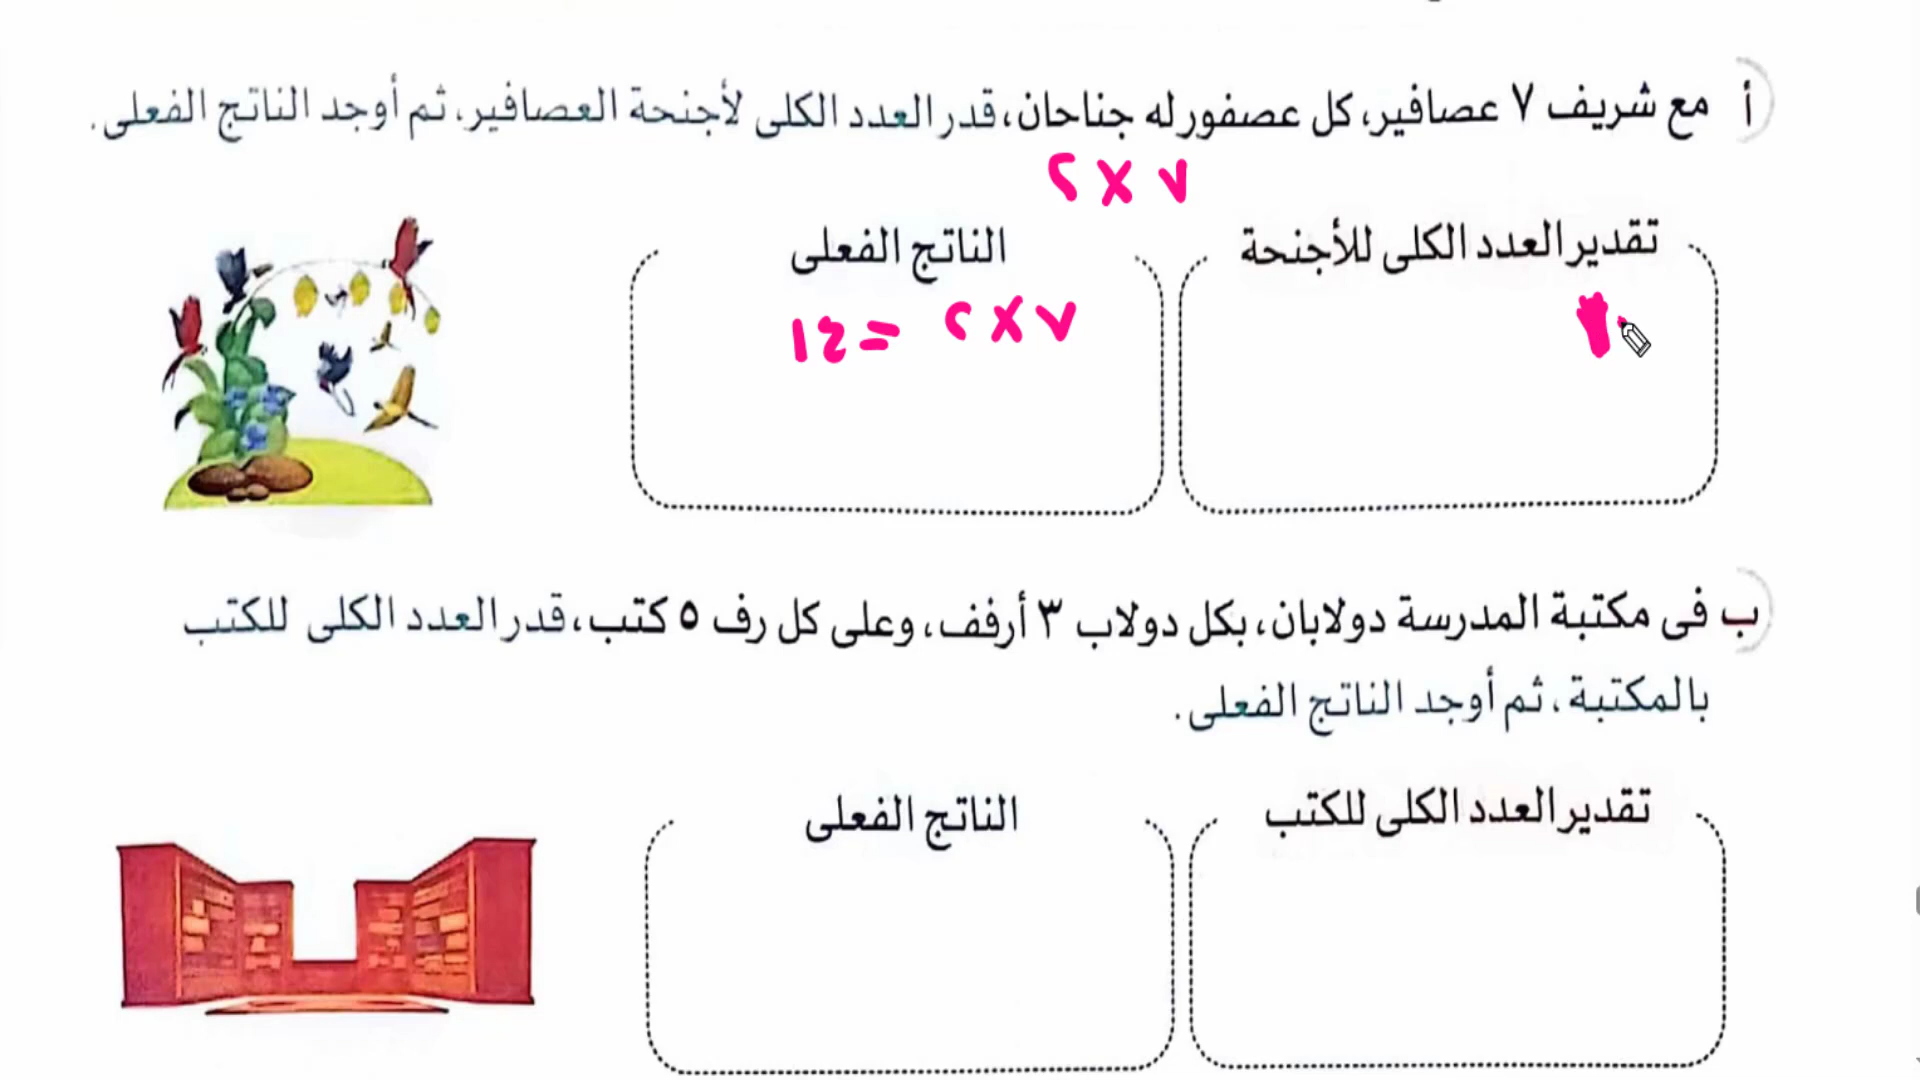 أ مع شريف ٧ عصافير، كل عصفور له جناحان، قدر العدد الكلى لأجنحة العصافير، ثم أوجد الناتج الفعلى.
٧ × ٢
تقدير العدد الكلى للأجنحة
الناتج الفعلى
٧ × ٢ = ١٤
ب فى مكتبة المدرسة دولابان، بكل دولاب ٣ أرفف، وعلى كل رف ٥ كتب، قدر العدد الكلى للكتب
بالمكتبة، ثم أوجد الناتج الفعلى.
تقدير العدد الكلى للكتب
الناتج الفعلى